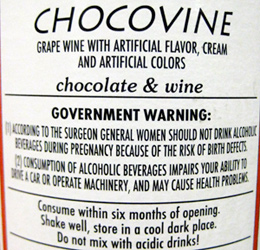 CHOCOVINE
GRAPE WINE WITH ARTIFICIAL FLAVOR, CREAM
AND ARTIFICIAL COLORS
chocolate & wine
GOVERNMENT WARNING:
(1) ACCORDING TO THE SURGEON GENERAL WOMEN SHOULD NOT DRINK ALCOHOLIC
BEVERAGES DURING PREGNANCY BECAUSE OF THE RISK OF BIRTH DEFECTS.
(2) CONSUMPTION OF ALCOHOLIC BEVERAGES IMPAIRS YOUR ABILITY TO
DRIVE A CAR OR OPERATE MACHINERY, AND MAY CAUSE HEALTH PROBLEMS.
Consume within six months of opening.
Shake well, store in a cool dark place.
Do not mix with acidic drinks!